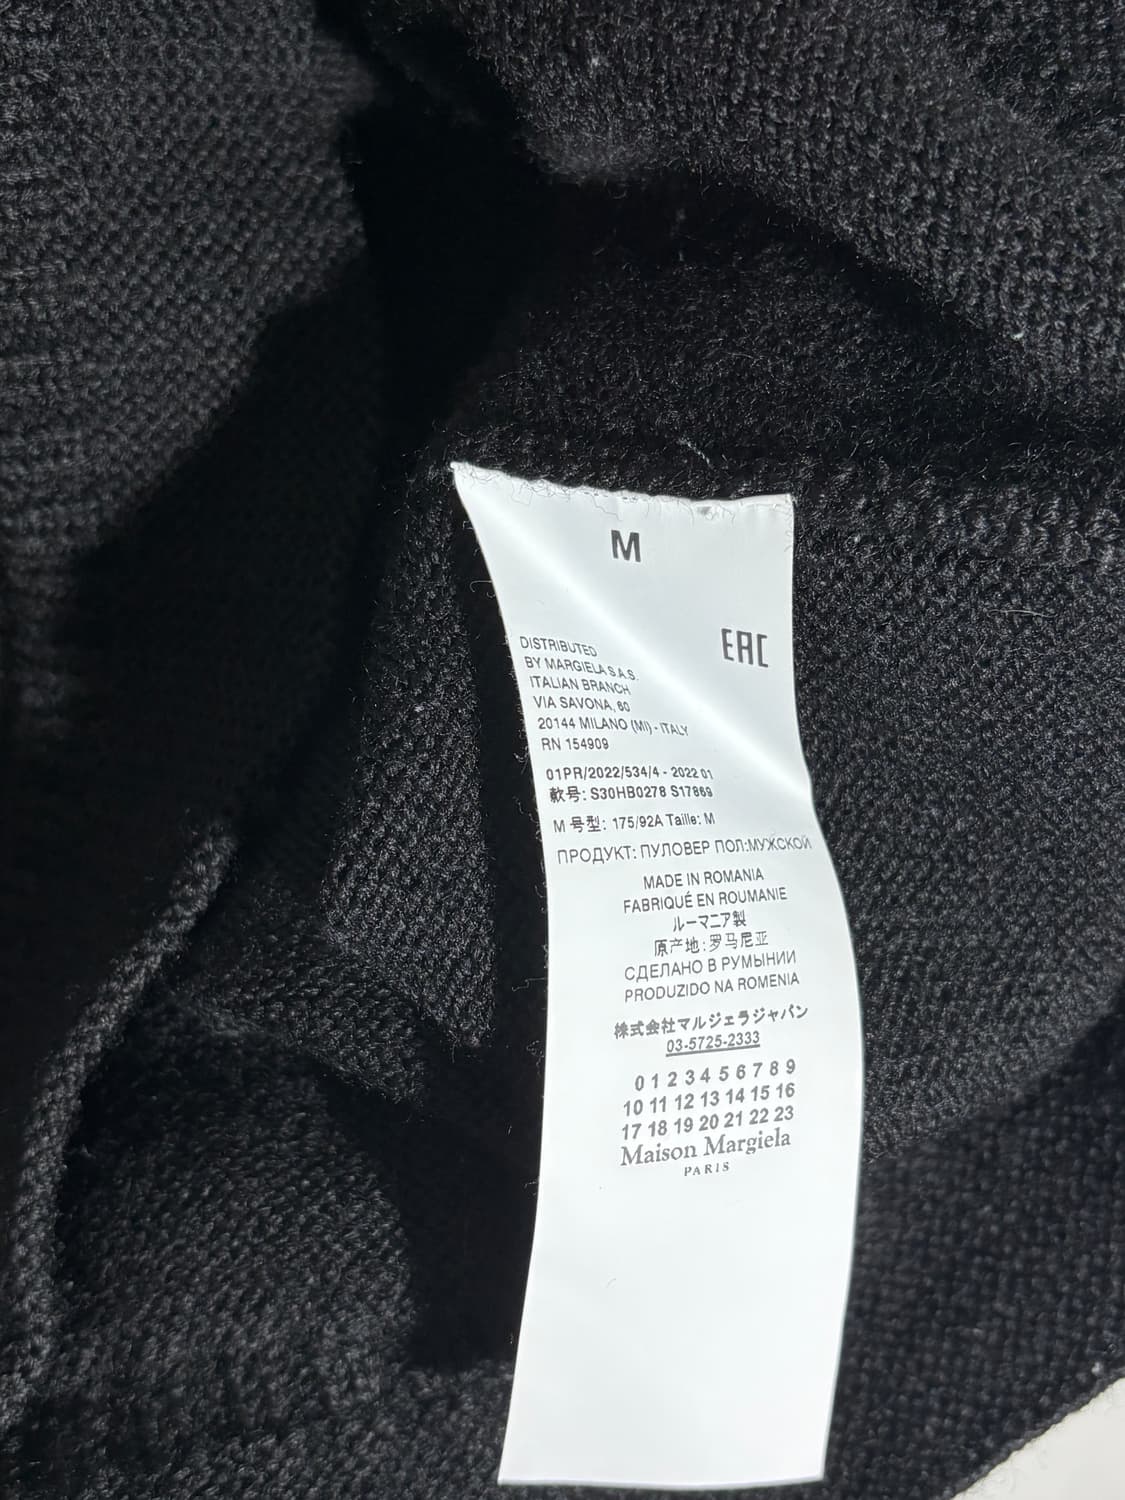 M
EAC
DISTRIBUTED
BY MARGIELA S.A.S.
ITALIAN BRANCH
VIA SAVONA, 60
20144 MILANO (MI) - ITALY
RN 154909
01PR/2022/534/4 - 2022 01
款号: S30HB0278 S17869
M 号型: 175/92A Taille: M
ПРОДУКТ: ПУЛОВЕР ПОЛ:МУЖСКОЙ
MADE IN ROMANIA
FABRIQUÉ EN ROUMANIE
ルーマニア製
原产地: 罗马尼亚
СДЕЛАНО В РУМЫНИИ
PRODUZIDO NA ROMENIA
株式会社マルジェラジャパン
03-5725-2333
0 1 2 3 4 5 6 7 8 9
10 11 12 13 14 15 16
17 18 19 20 21 22 23
Maison Margiela
PARIS